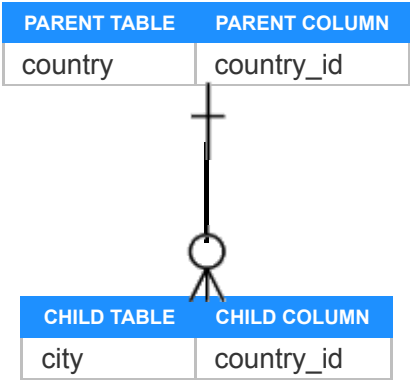 PARENT TABLE PARENT COLUMN
country country_id
CHILD TABLE CHILD COLUMN
city country_id